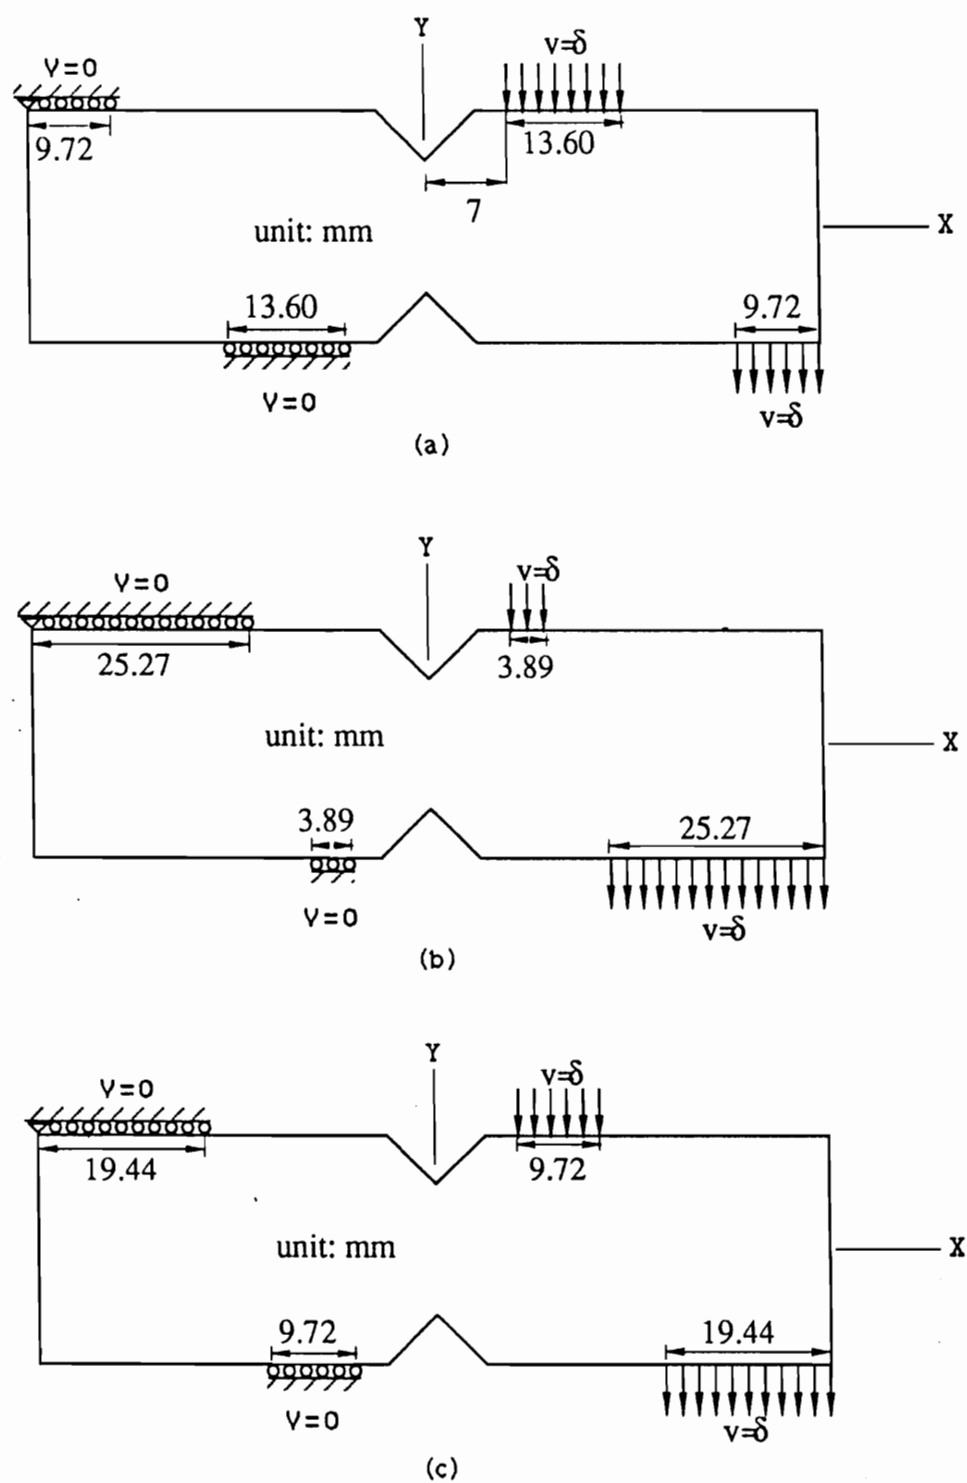 Y
v=δ
V=0
9.72
13.60
7
X
unit: mm
13.60
9.72
V=0
v=δ
(a)
Y
v=δ
V=0
25.27
3.89
unit: mm
X
3.89
25.27
V=0
v=δ
(b)
Y
v=δ
V=0
19.44
9.72
unit: mm
X
9.72
19.44
V=0
v=δ
(c)